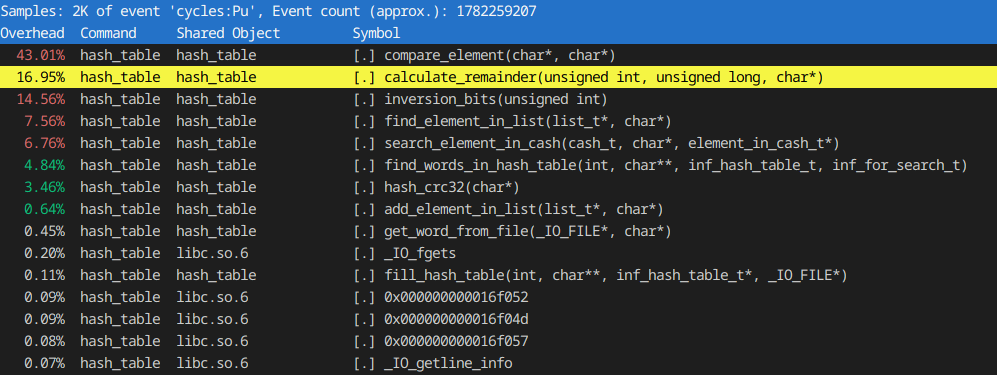 Samples: 2K of event 'cycles:Pu', Event count (approx.): 1782259207
Overhead  Command     Shared Object         Symbol
  43.01%  hash_table  hash_table            [.] compare_element(char*, char*)
  16.95%  hash_table  hash_table            [.] calculate_remainder(unsigned int, unsigned long, char*)
  14.56%  hash_table  hash_table            [.] inversion_bits(unsigned int)
   7.56%  hash_table  hash_table            [.] find_element_in_list(list_t*, char*)
   6.76%  hash_table  hash_table            [.] search_element_in_cash(cash_t, char*, element_in_cash_t*)
   4.84%  hash_table  hash_table            [.] find_words_in_hash_table(int, char**, inf_hash_table_t, inf_for_search_t)
   3.46%  hash_table  hash_table            [.] hash_crc32(char*)
   0.64%  hash_table  hash_table            [.] add_element_in_list(list_t*, char*)
   0.45%  hash_table  hash_table            [.] get_word_from_file(_IO_FILE*, char*)
   0.20%  hash_table  libc.so.6             [.] _IO_fgets
   0.11%  hash_table  hash_table            [.] fill_hash_table(int, char**, inf_hash_table_t*, _IO_FILE*)
   0.09%  hash_table  libc.so.6             [.] 0x000000000016f052
   0.09%  hash_table  libc.so.6             [.] 0x000000000016f04d
   0.08%  hash_table  libc.so.6             [.] 0x000000000016f057
   0.07%  hash_table  libc.so.6             [.] _IO_getline_info